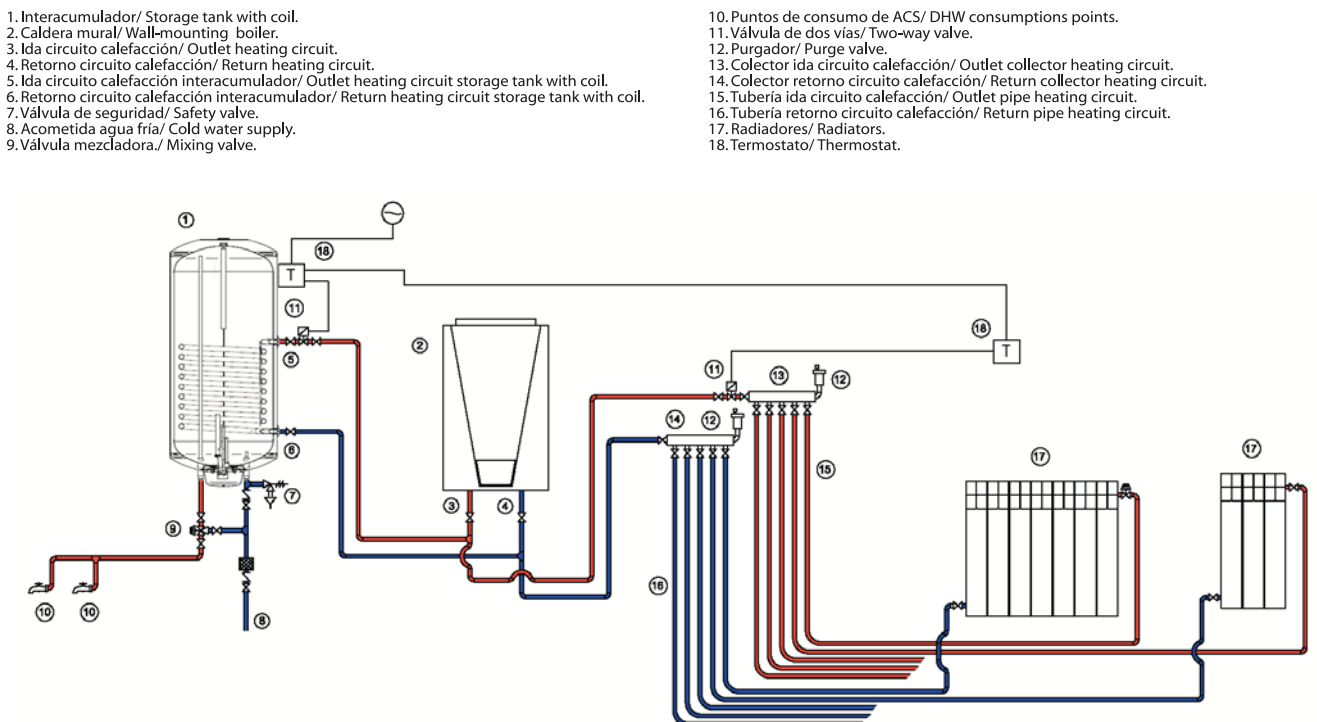 1. Interacumulador/ Storage tank with coil.
2. Caldera mural/ Wall-mounting boiler.
3. Ida circuito calefacción/ Outlet heating circuit.
4. Retorno circuito calefacción/ Return heating circuit.
5. Ida circuito calefacción interacumulador/ Outlet heating circuit storage tank with coil.
6. Retorno circuito calefacción interacumulador/ Return heating circuit storage tank with coil.
7. Válvula de seguridad/ Safety valve.
8. Acometida agua fría/ Cold water supply.
9. Válvula mezcladora./ Mixing valve.
10. Puntos de consumo de ACS/ DHW consumptions points.
11. Válvula de dos vías/ Two-way valve.
12. Purgador/ Purge valve.
13. Colector ida circuito calefacción/ Outlet collector heating circuit.
14. Colector retorno circuito calefacción/ Return collector heating circuit.
15. Tubería ida circuito calefacción/ Outlet pipe heating circuit.
16. Tubería retorno circuito calefacción/ Return pipe heating circuit.
17. Radiadores/ Radiators.
18. Termostato/ Thermostat.
1
18
T
11
5
2
18
T
11
13
12
14
12
6
7
3
4
15
17
17
9
10
10
8
16